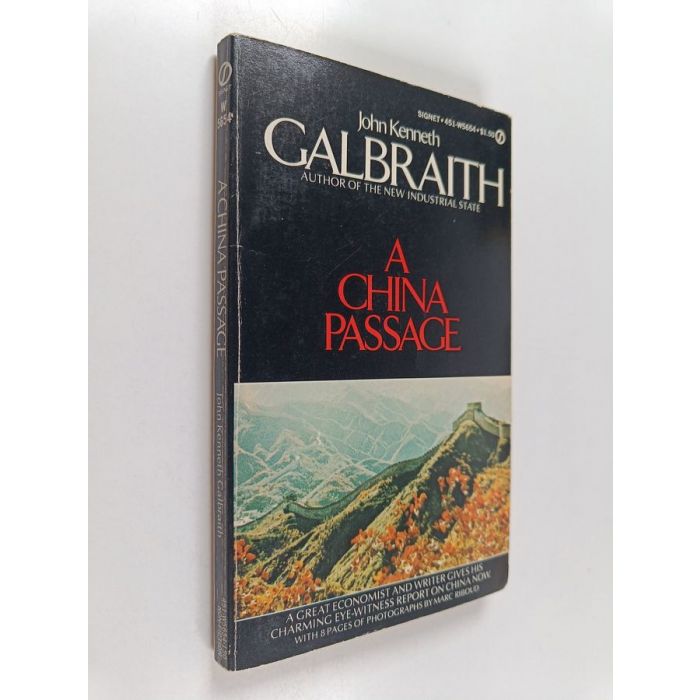 SIGNET • 451-W5654 • $1.50
John Kenneth
GALBRAITH
AUTHOR OF THE NEW INDUSTRIAL STATE
A
CHINA
PASSAGE
A GREAT ECONOMIST AND WRITER GIVES HIS
CHARMING EYE-WITNESS REPORT ON CHINA NOW.
WITH 8 PAGES OF PHOTOGRAPHS BY MARC RIBOUD
W
5654
A CHINA PASSAGE
John Kenneth Galbraith